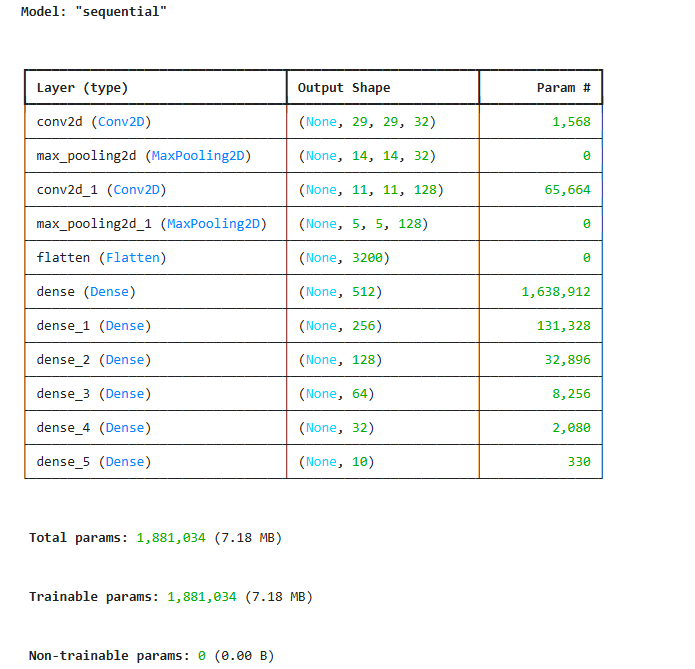 Model: "sequential"
Layer (type) Output Shape Param #
conv2d (Conv2D) (None, 29, 29, 32) 1,568
max_pooling2d (MaxPooling2D) (None, 14, 14, 32) 0
conv2d_1 (Conv2D) (None, 11, 11, 128) 65,664
max_pooling2d_1 (MaxPooling2D) (None, 5, 5, 128) 0
flatten (Flatten) (None, 3200) 0
dense (Dense) (None, 512) 1,638,912
dense_1 (Dense) (None, 256) 131,328
dense_2 (Dense) (None, 128) 32,896
dense_3 (Dense) (None, 64) 8,256
dense_4 (Dense) (None, 32) 2,080
dense_5 (Dense) (None, 10) 330
Total params: 1,881,034 (7.18 MB)
Trainable params: 1,881,034 (7.18 MB)
Non-trainable params: 0 (0.00 B)